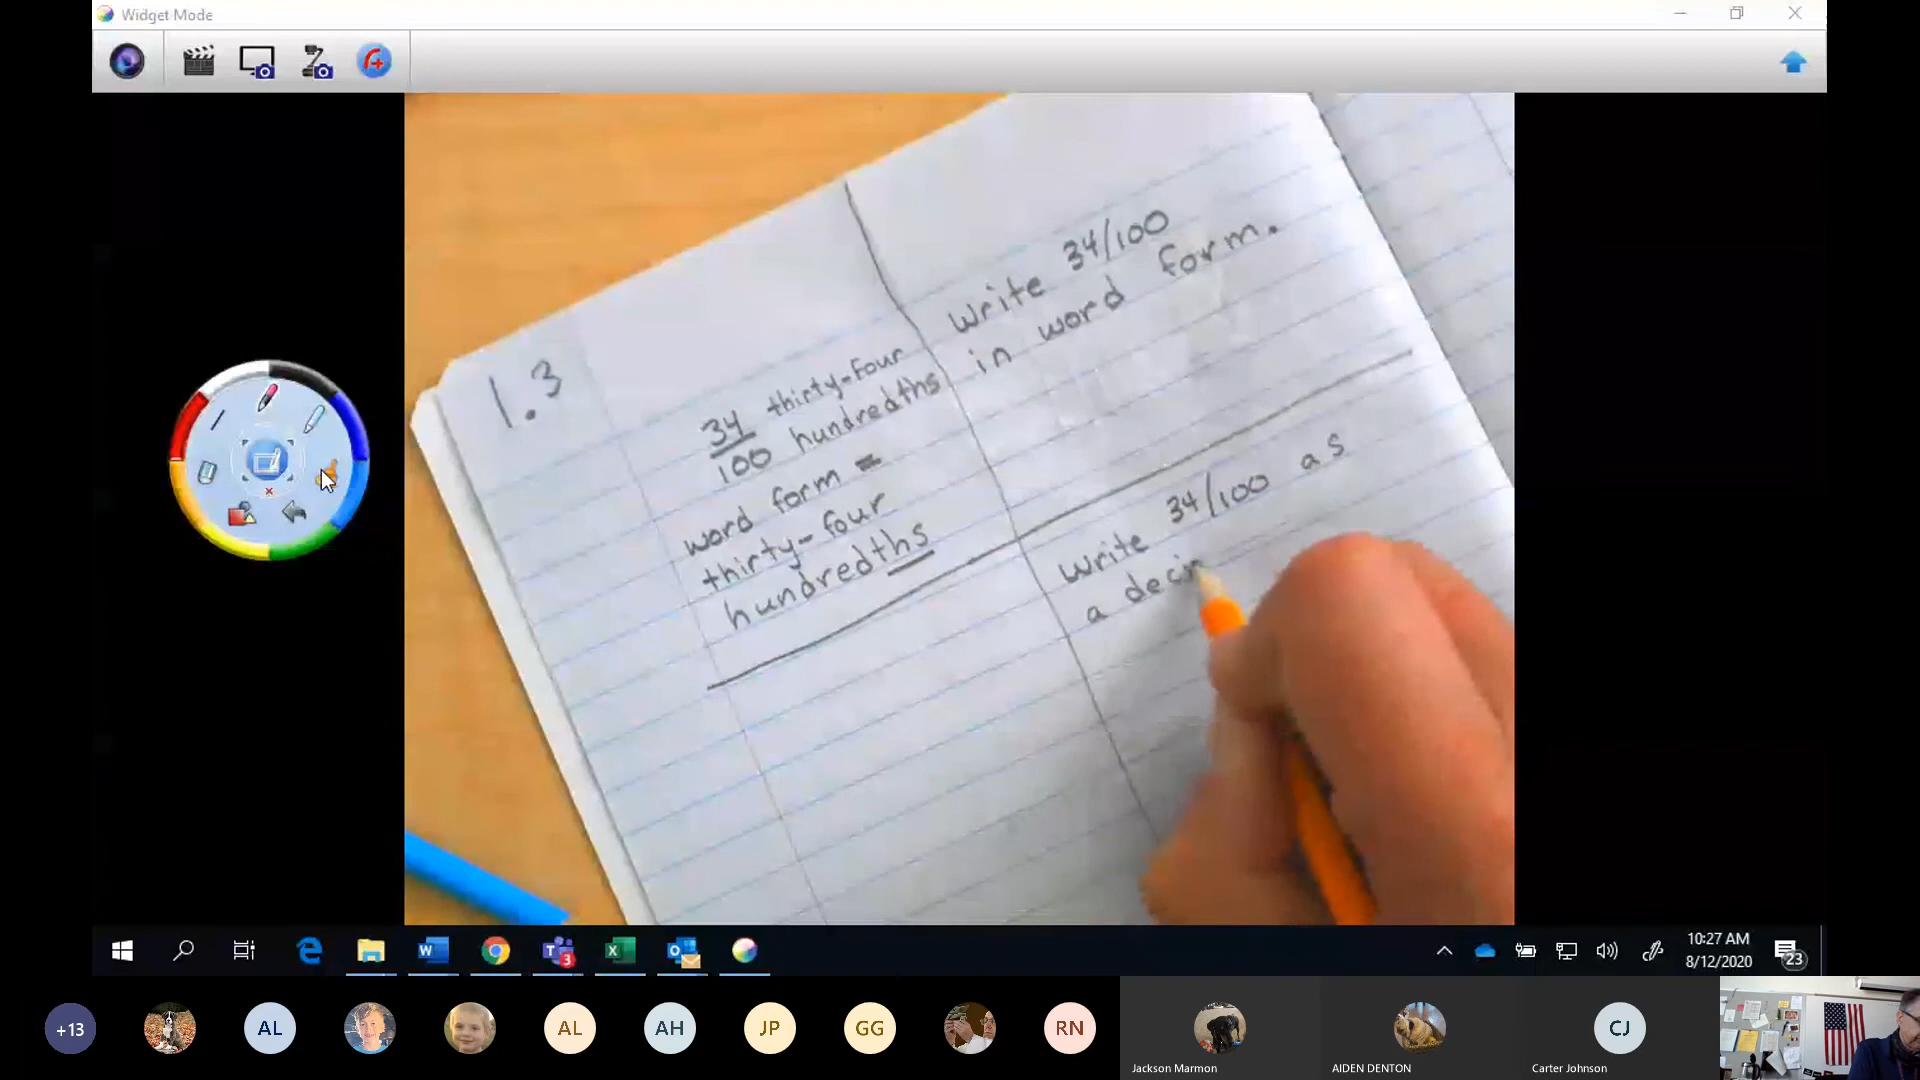 Widget Mode
1.3
34 thirty-four
100 hundredths
word form =
thirty-four
hundredths
Write 34/100
in word form.
Write 34/100 as
a decim
10:27 AM
8/12/2020
23
3
+13
AL
AL
AH
JP
GG
RN
CJ
Jackson Marmon
AIDEN DENTON
Carter Johnson